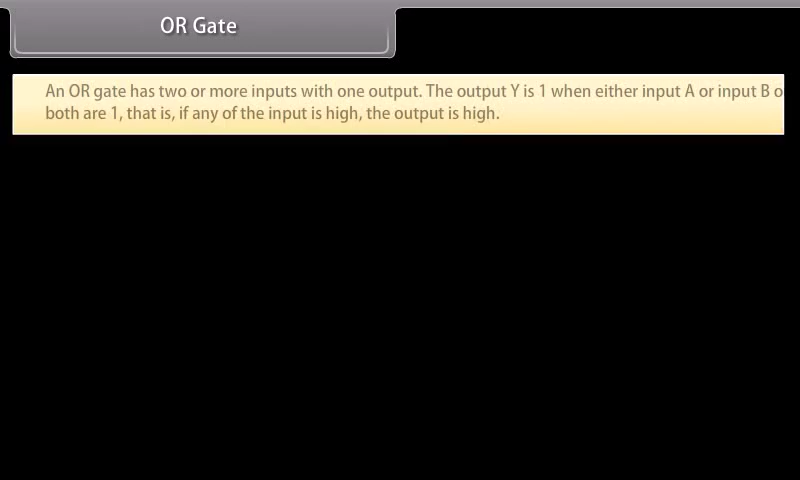 OR Gate
An OR gate has two or more inputs with one output. The output Y is 1 when either input A or input B o
both are 1, that is, if any of the input is high, the output is high.